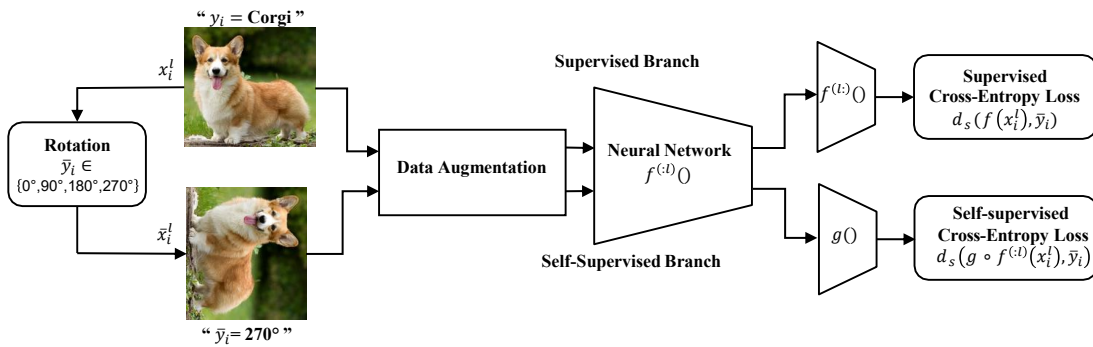 “ y_i = Corgi ”
x_i^l
Rotation
ȳ_i ∈
{0°,90°,180°,270°}
x̄_i^l
“ ȳ_i= 270° ”
Data Augmentation
Supervised Branch
Neural Network
f^(:l)()
Self-Supervised Branch
f^(l:)()
Supervised
Cross-Entropy Loss
d_s(f(x_i^l),ȳ_i)
g()
Self-supervised
Cross-Entropy Loss
d_s(g ∘ f^(:l)(x_i^l),ȳ_i)